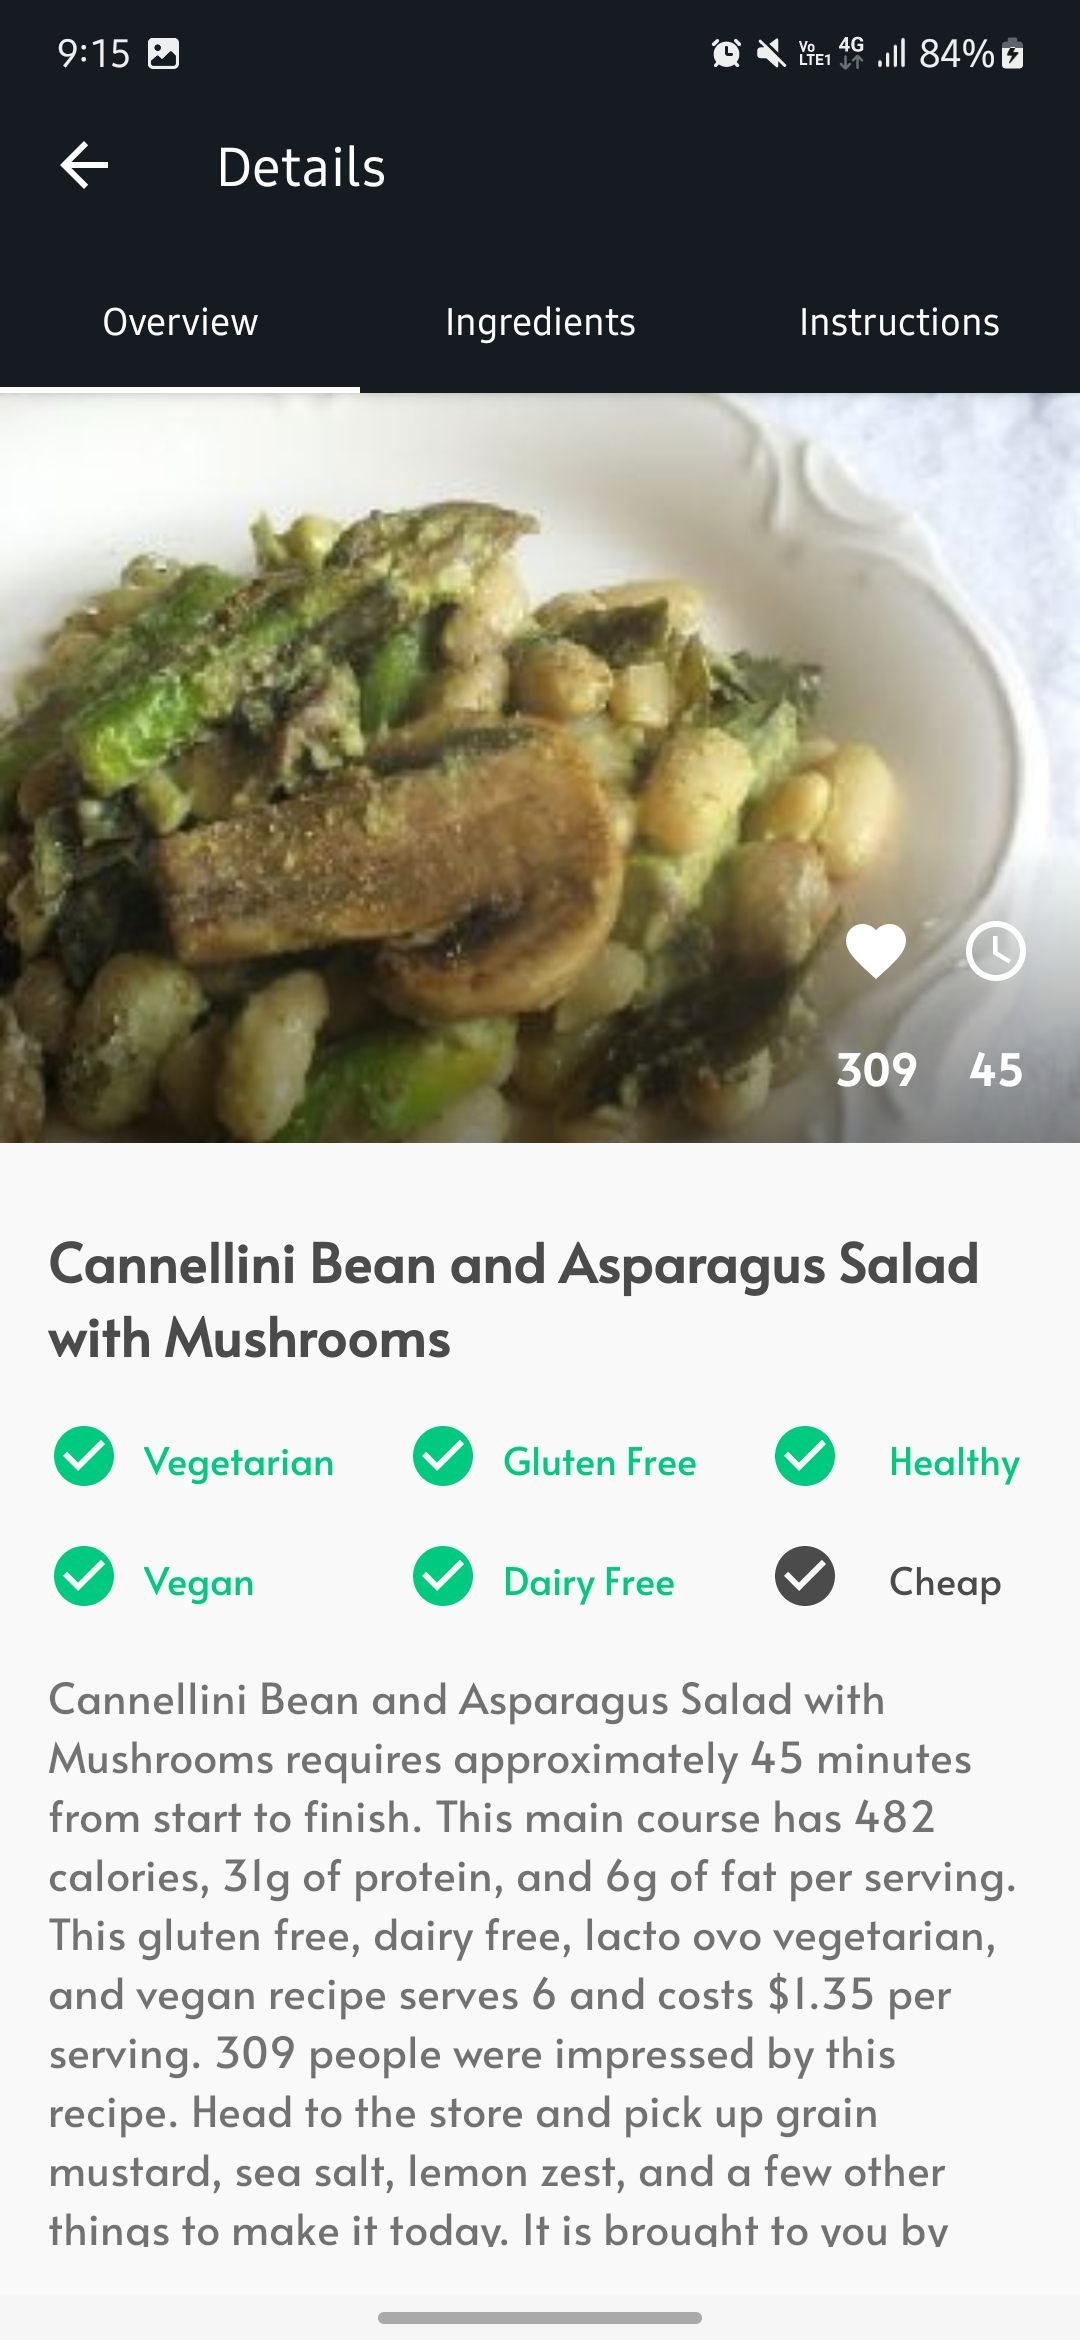 9:15
Vo LTE1 4G 84%
Details
Overview Ingredients Instructions
309 45
Cannellini Bean and Asparagus Salad
with Mushrooms
Vegetarian Gluten Free Healthy
Vegan Dairy Free Cheap
Cannellini Bean and Asparagus Salad with
Mushrooms requires approximately 45 minutes
from start to finish. This main course has 482
calories, 31g of protein, and 6g of fat per serving.
This gluten free, dairy free, lacto ovo vegetarian,
and vegan recipe serves 6 and costs $1.35 per
serving. 309 people were impressed by this
recipe. Head to the store and pick up grain
mustard, sea salt, lemon zest, and a few other
things to make it today. It is brought to you by